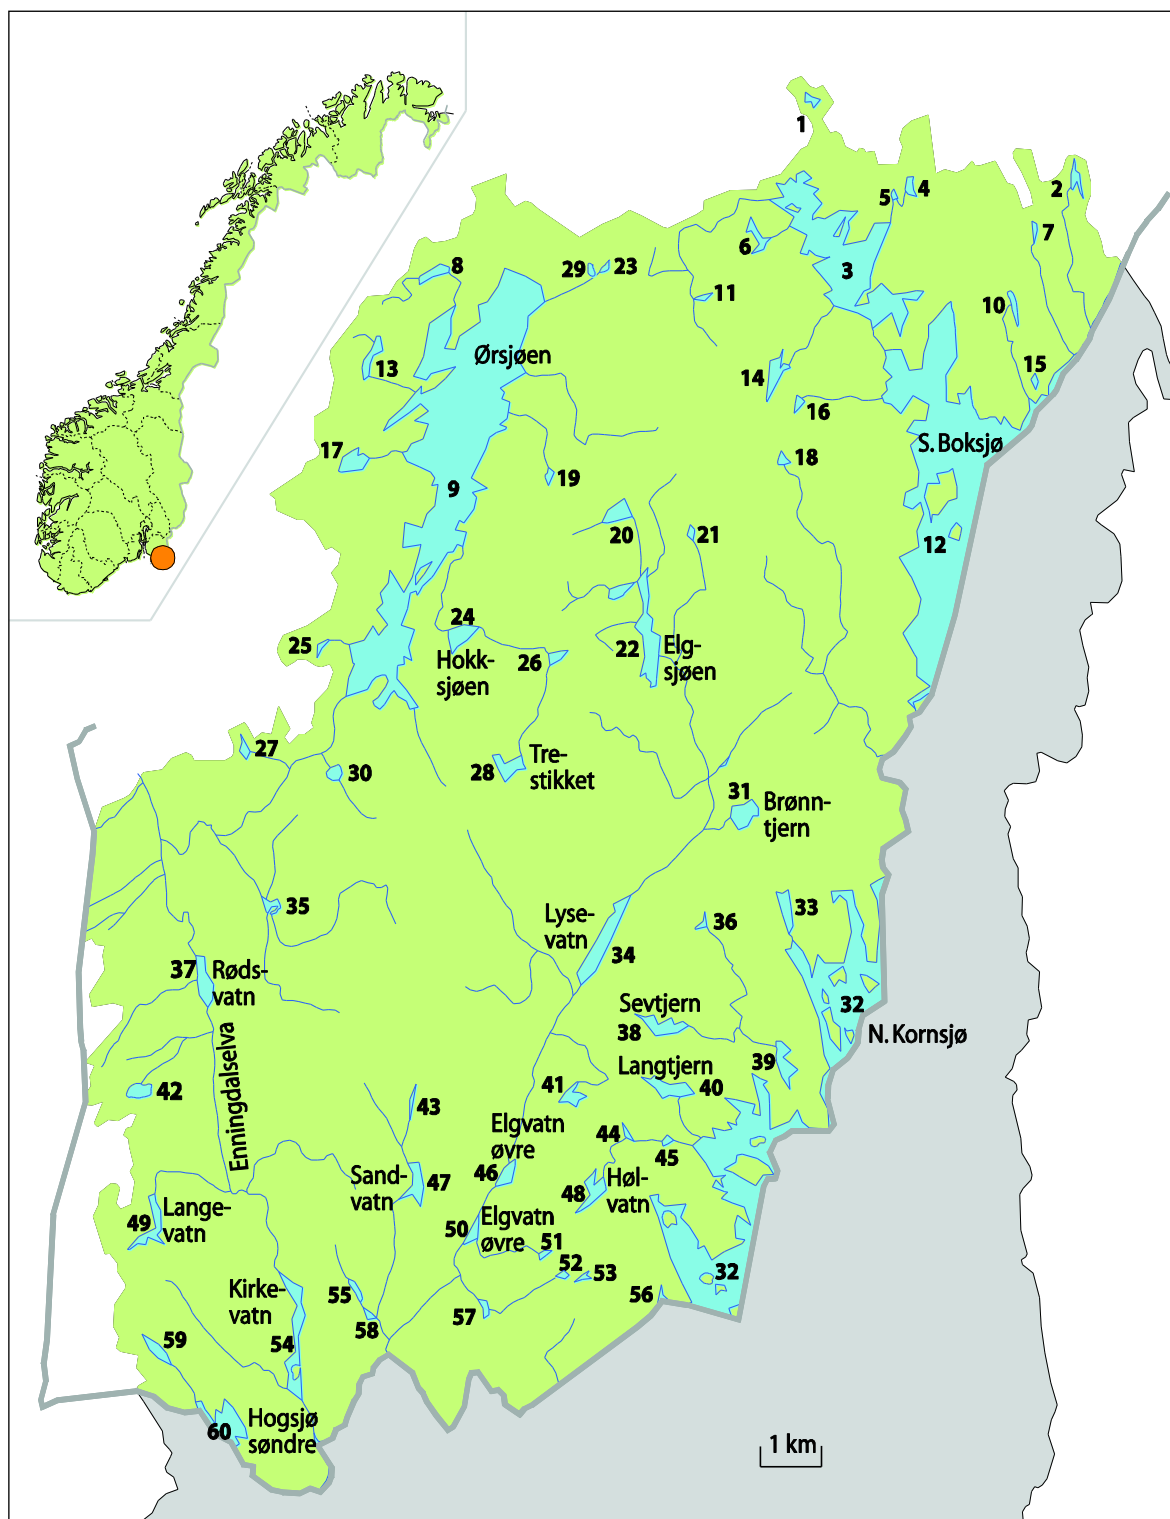 1
2
5
4
6
7
3
8
29
23
11
10
Ørsjøen
13
14
15
16
17
S. Boksjø
18
19
9
20
21
12
24
25
22
Elg-
sjøen
Hokk-
sjøen
26
27
28
Tre-
stikket
30
31
Brønn-
tjern
35
33
Lyse-
vatn
36
34
37
Røds-
vatn
32
Sevtjern
38
N. Kornsjø
Enningdalselva
39
Langtjern
40
41
42
43
Elgvatn
øvre
44
45
46
Sand-
vatn
47
48
Høl-
vatn
49
Lange-
vatn
50
Elgvatn
øvre
51
52
53
32
Kirke-
vatn
55
56
57
58
54
59
60
Hogsjø
søndre
1 km